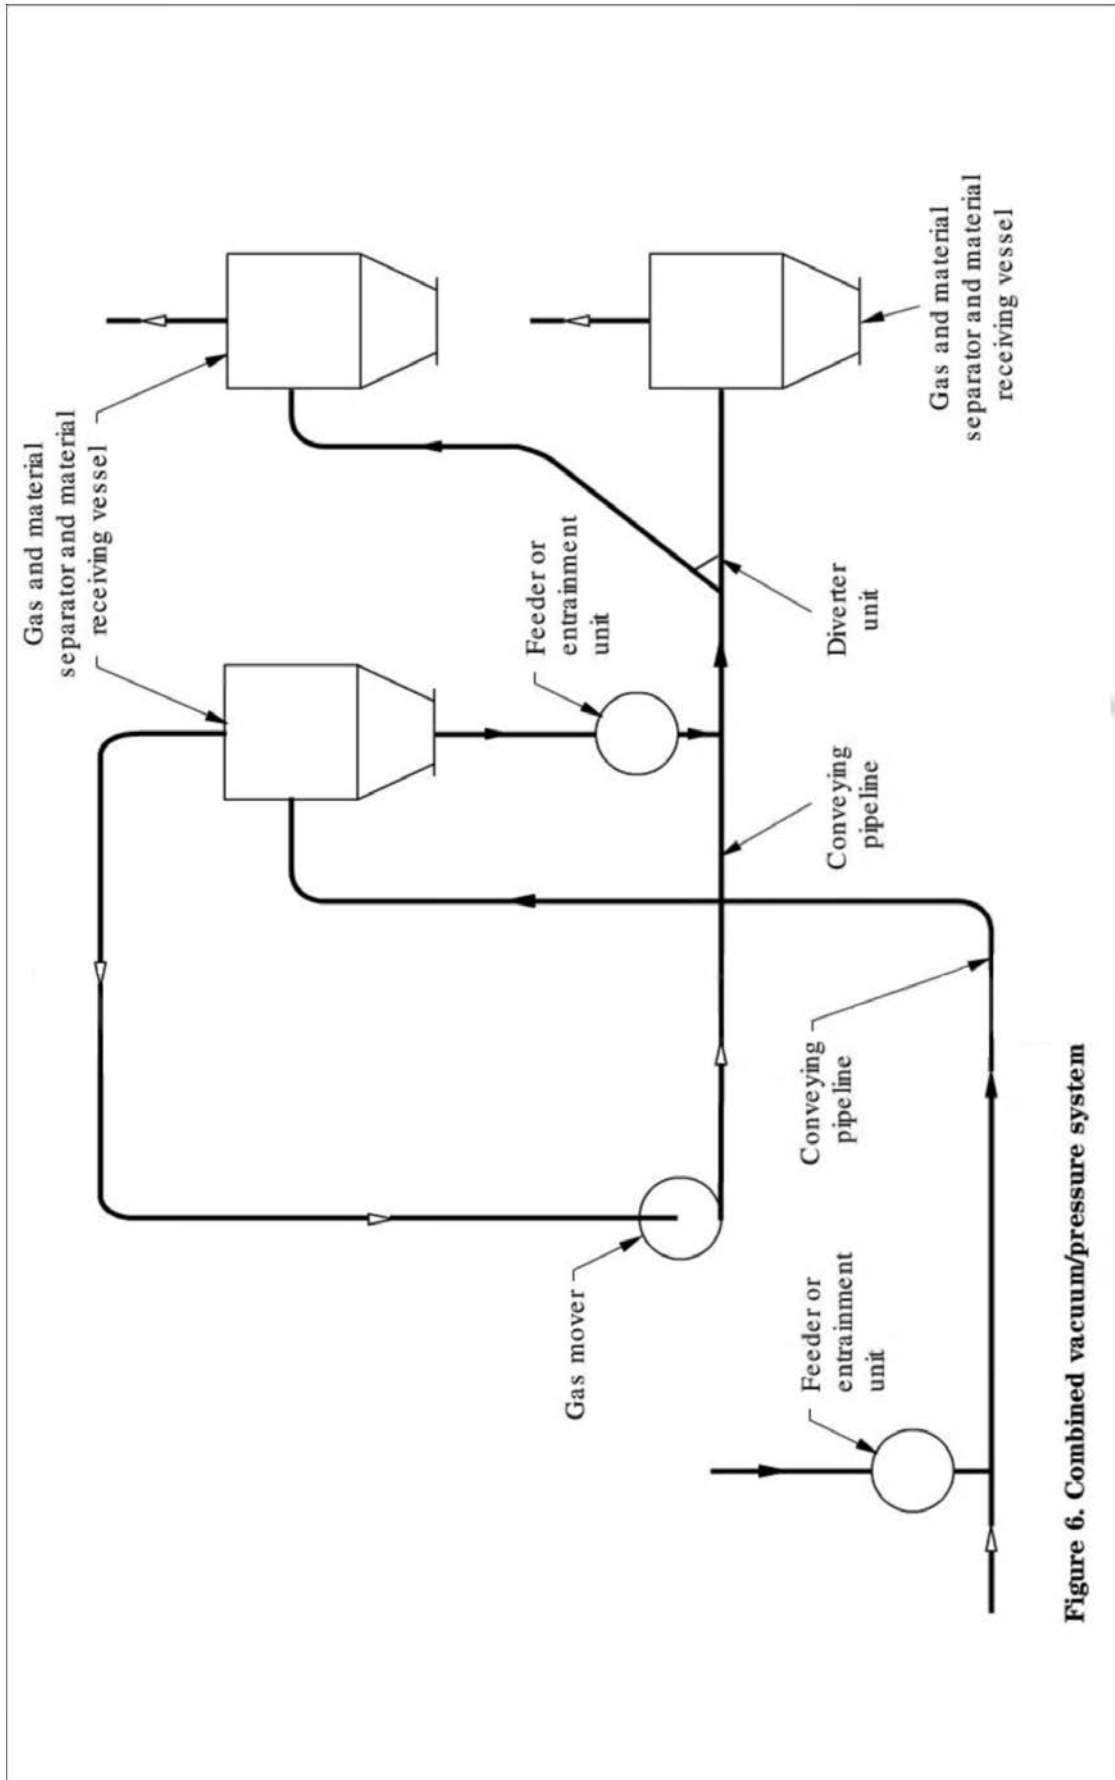 Gas and material
separator and material
receiving vessel
Gas and material
separator and material
receiving vessel
Feeder or
entrainment
unit
Diverter
unit
Conveying
pipeline
Conveying
pipeline
Gas mover
Feeder or
entrainment
unit
Figure 6. Combined vacuum/pressure system